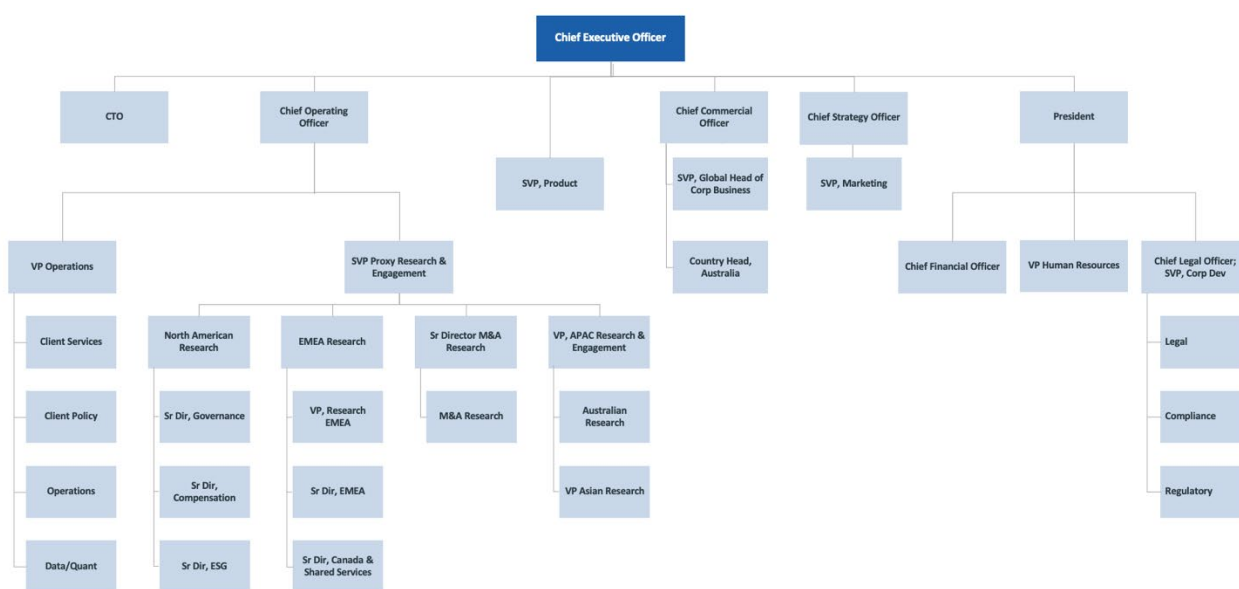 Chief Executive Officer
CTO
Chief Operating
Officer
SVP, Product
Chief Commercial
Officer
SVP, Global Head of
Corp Business
Country Head,
Australia
Chief Strategy Officer
SVP, Marketing
President
VP Operations
SVP Proxy Research &
Engagement
Chief Financial Officer
VP Human Resources
Chief Legal Officer;
SVP, Corp Dev
Client Services
Client Policy
Operations
Data/Quant
North American
Research
Sr Dir, Governance
Sr Dir,
Compensation
Sr Dir, ESG
EMEA Research
VP, Research
EMEA
Sr Dir, EMEA
Sr Dir, Canada &
Shared Services
Sr Director M&A
Research
M&A Research
VP, APAC Research &
Engagement
Australian
Research
VP Asian Research
Legal
Compliance
Regulatory